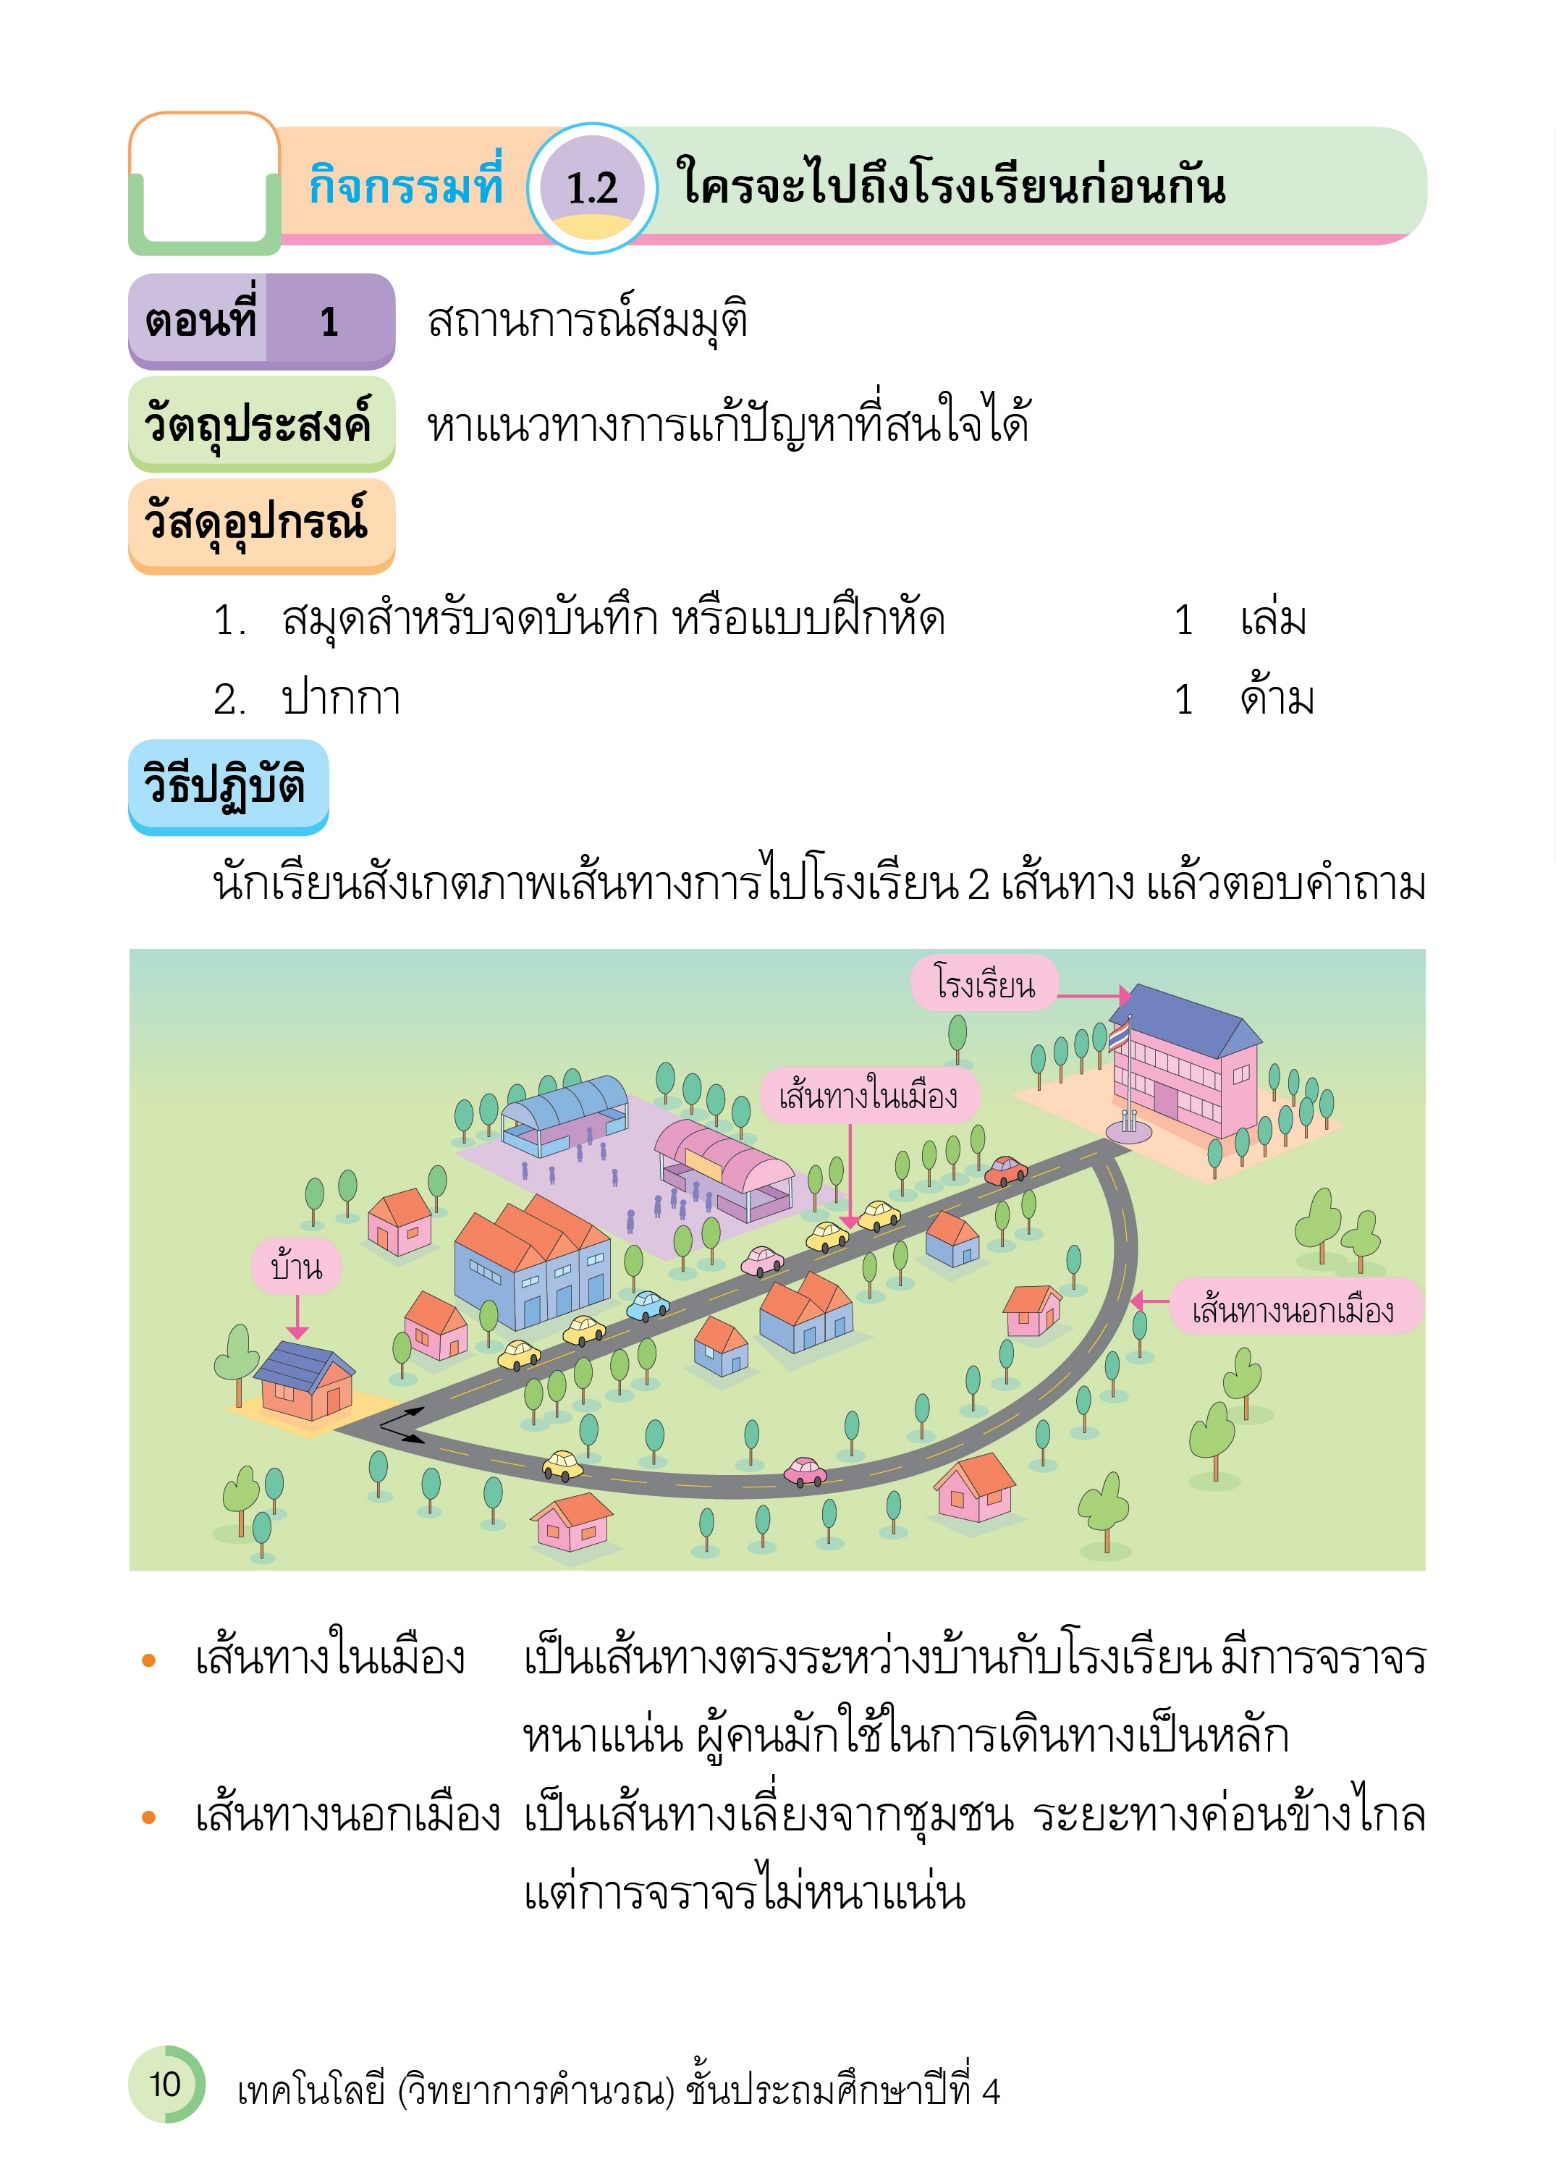 กิจกรรมที่ 1.2 ใครจะไปถึงโรงเรียนก่อนกัน
ตอนที่ 1 สถานการณ์สมมุติ
วัตถุประสงค์ หาแนวทางการแก้ปัญหาที่สนใจได้
วัสดุอุปกรณ์
1. สมุดสำหรับจดบันทึก หรือแบบฝึกหัด 1 เล่ม
2. ปากกา 1 ด้าม
วิธีปฏิบัติ
นักเรียนสังเกตภาพเส้นทางการไปโรงเรียน 2 เส้นทาง แล้วตอบคำถาม
โรงเรียน
เส้นทางในเมือง
บ้าน
เส้นทางนอกเมือง
• เส้นทางในเมือง เป็นเส้นทางตรงระหว่างบ้านกับโรงเรียน มีการจราจร
หนาแน่น ผู้คนมักใช้ในการเดินทางเป็นหลัก
• เส้นทางนอกเมือง เป็นเส้นทางเลี่ยงจากชุมชน ระยะทางค่อนข้างไกล
แต่การจราจรไม่หนาแน่น
10 เทคโนโลยี (วิทยาการคำนวณ) ชั้นประถมศึกษาปีที่ 4